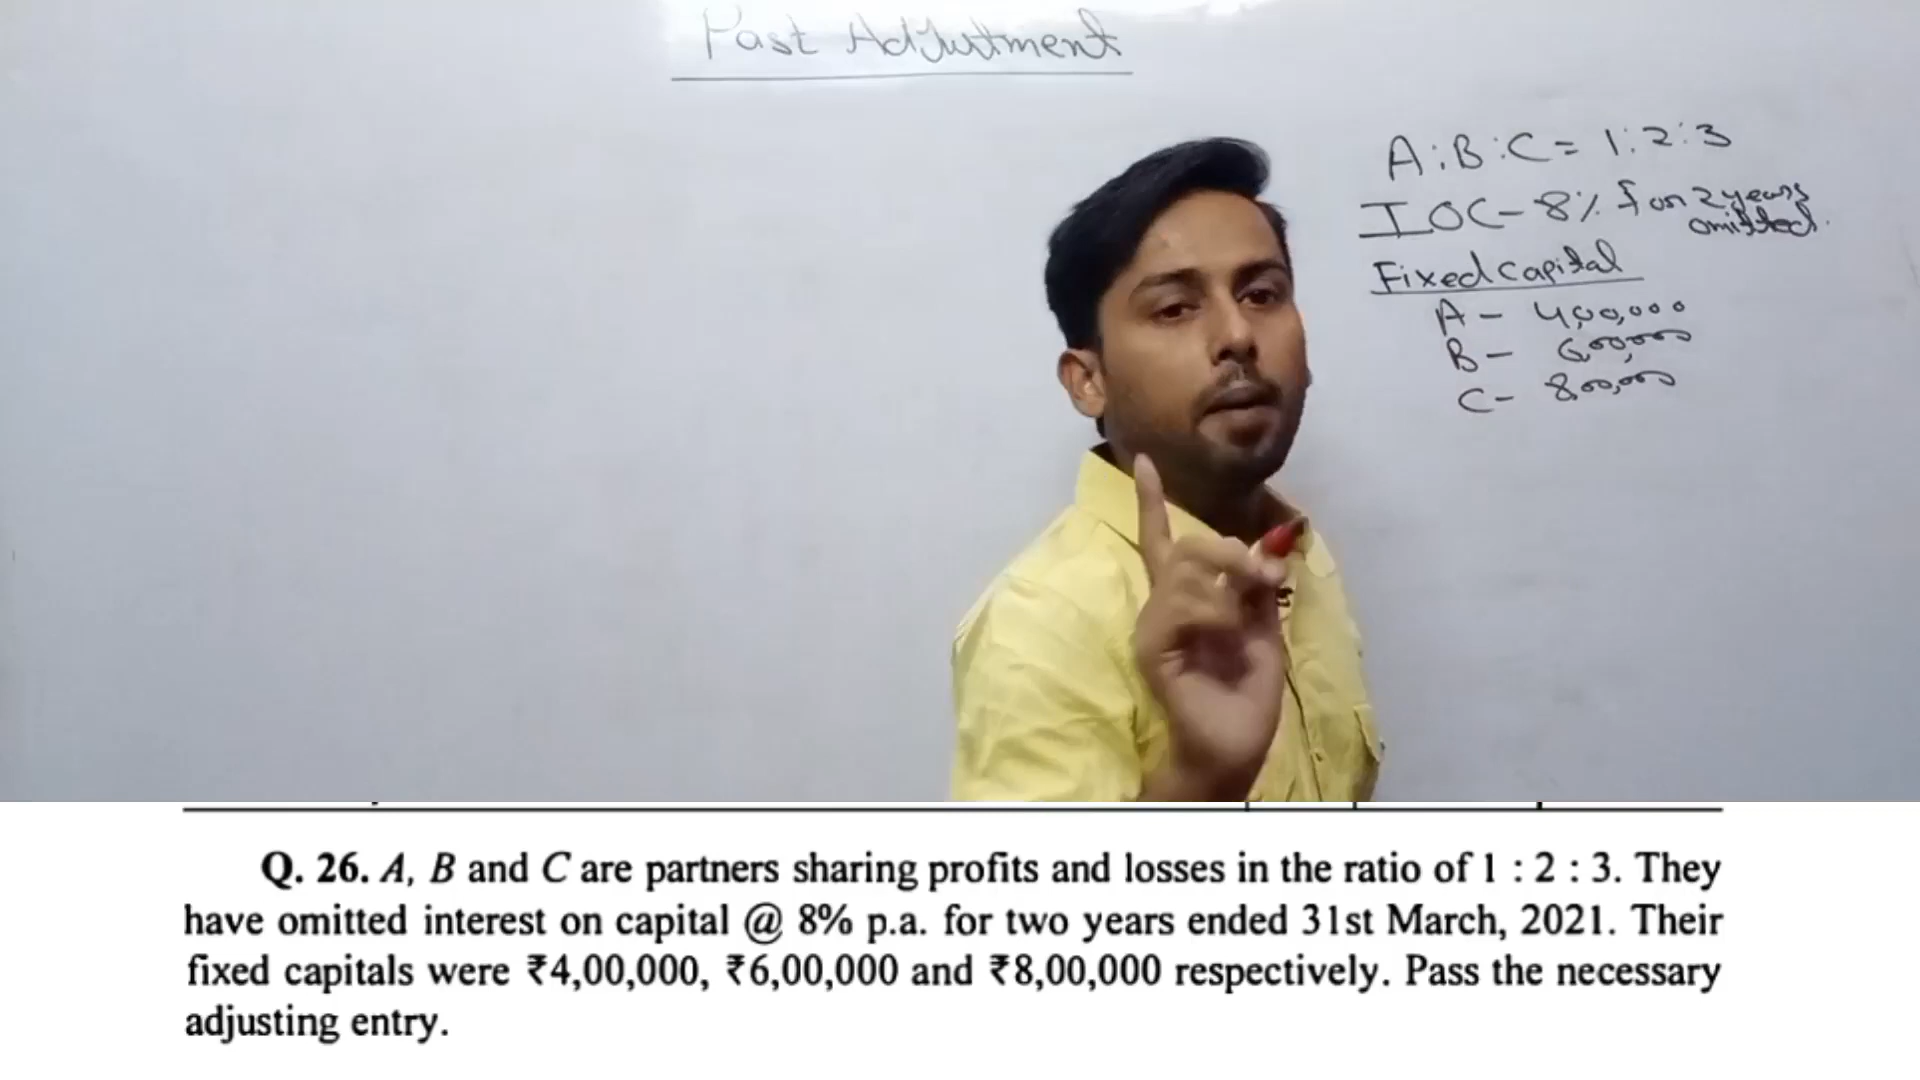 Past Adjustment
A:B:C = 1:2:3
IOC - 8% for 2 years
omitted.
Fixed Capital
A - 4,00,000
B - 6,00,000
C - 8,00,000
Q. 26. A, B and C are partners sharing profits and losses in the ratio of 1 : 2 : 3. They
have omitted interest on capital @ 8% p.a. for two years ended 31st March, 2021. Their
fixed capitals were ₹4,00,000, ₹6,00,000 and ₹8,00,000 respectively. Pass the necessary
adjusting entry.